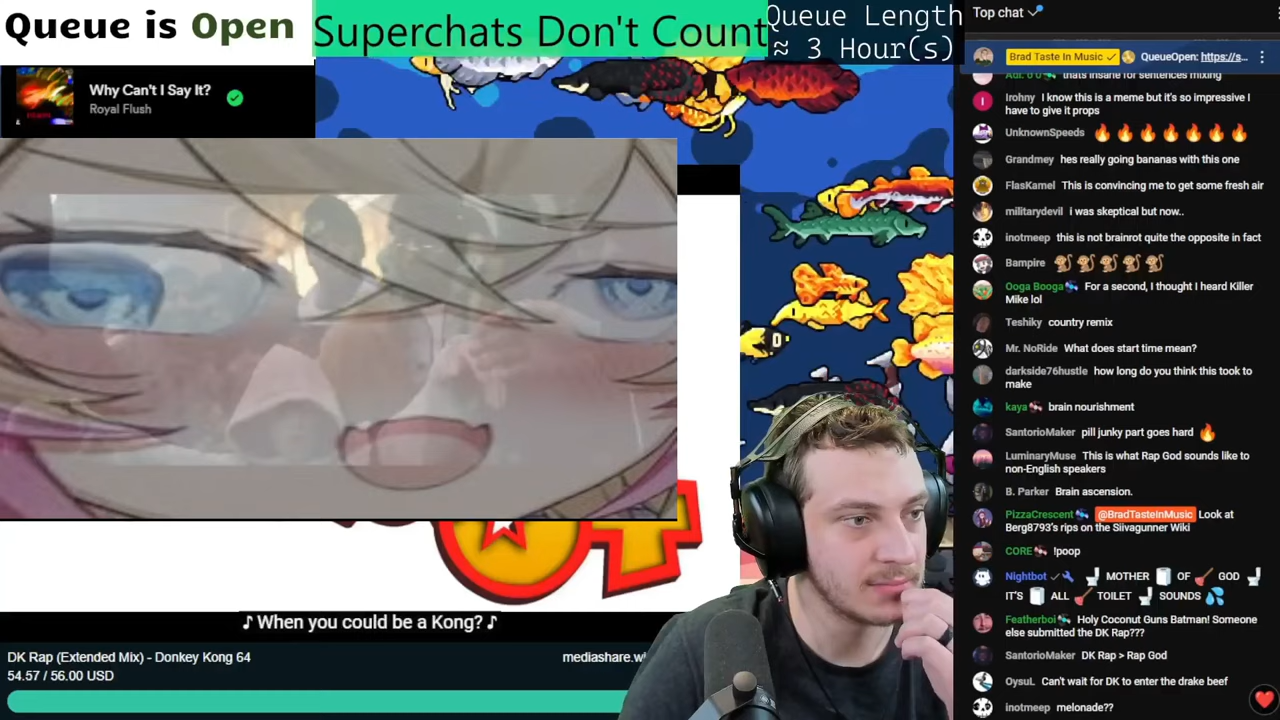 Queue is Open
Superchats Don't Count
Queue Length
≈ 3 Hour(s)
Why Can't I Say It?
Royal Flush
♪ When you could be a Kong? ♪
DK Rap (Extended Mix) - Donkey Kong 64
mediashare.wi
54.57 / 56.00 USD
Top chat
Brad Taste In Music QueueOpen: https://s...
thats insane for sentences mixing
Irohny I know this is a meme but it's so impressive I
have to give it props
UnknownSpeeds 🔥🔥🔥🔥🔥🔥🔥
Grandmey hes really going bananas with this one
FlasKamel This is convincing me to get some fresh air
militarydevil i was skeptical but now..
inotmeep this is not brainrot quite the opposite in fact
Bampire 🐒🐒🐒🐒🐒
Ooga Booga For a second, I thought I heard Killer
Mike lol
Teshiky country remix
Mr. NoRide What does start time mean?
darkside76hustle how long do you think this took to
make
kaya brain nourishment
SantorioMaker pill junky part goes hard 🔥
LuminaryMuse This is what Rap God sounds like to
non-English speakers
B. Parker Brain ascension.
PizzaCrescent @BradTasteInMusic Look at
Berg8793's rips on the Siivagunner Wiki
CORE !poop
Nightbot 🚽 MOTHER 🧻 OF 🪠 GOD 🚽
IT'S 🧻 ALL 🪠 TOILET 🚽 SOUNDS 💦
Featherboi Holy Coconut Guns Batman! Someone
else submitted the DK Rap???
SantorioMaker DK Rap > Rap God
OysuL Can't wait for DK to enter the drake beef
inotmeep melonade??